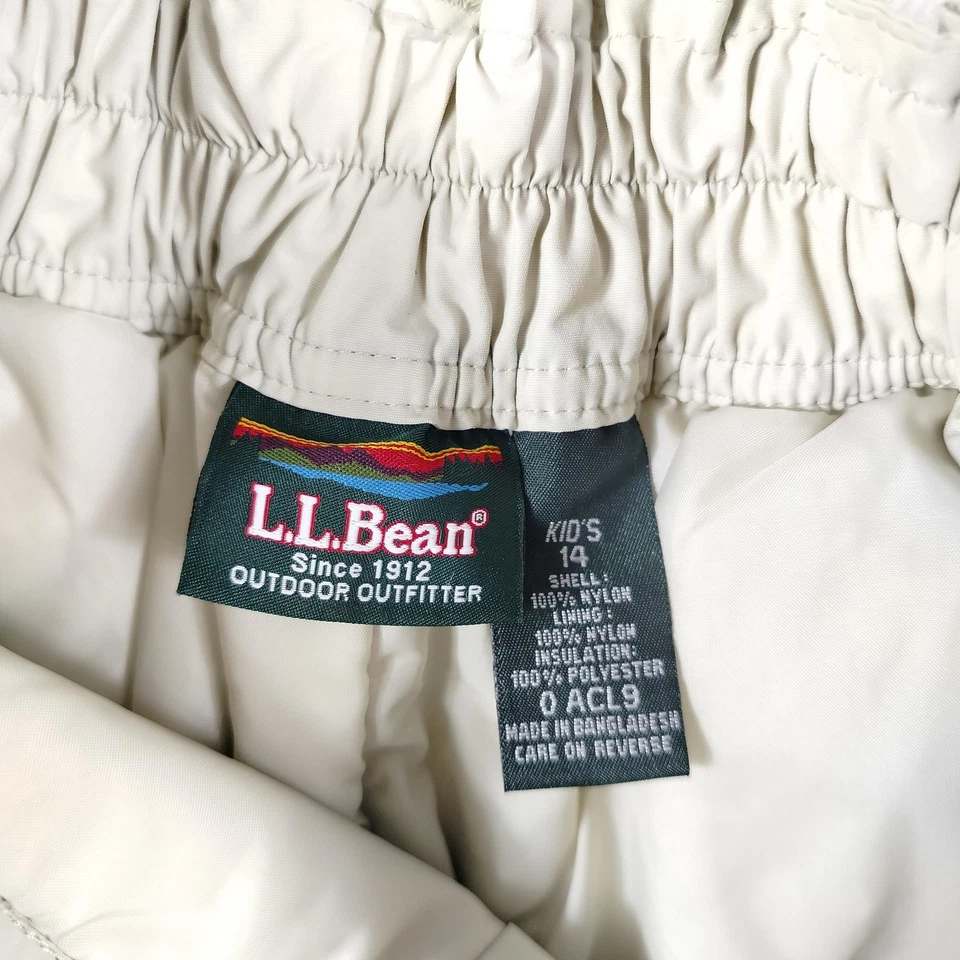 L.L.Bean®
Since 1912
OUTDOOR OUTFITTER
KID'S
14
SHELL:
100% NYLON
LINING:
100% NYLON
INSULATION:
100% POLYESTER
0 ACL9
MADE IN BANGLADESH
CARE ON REVERSE